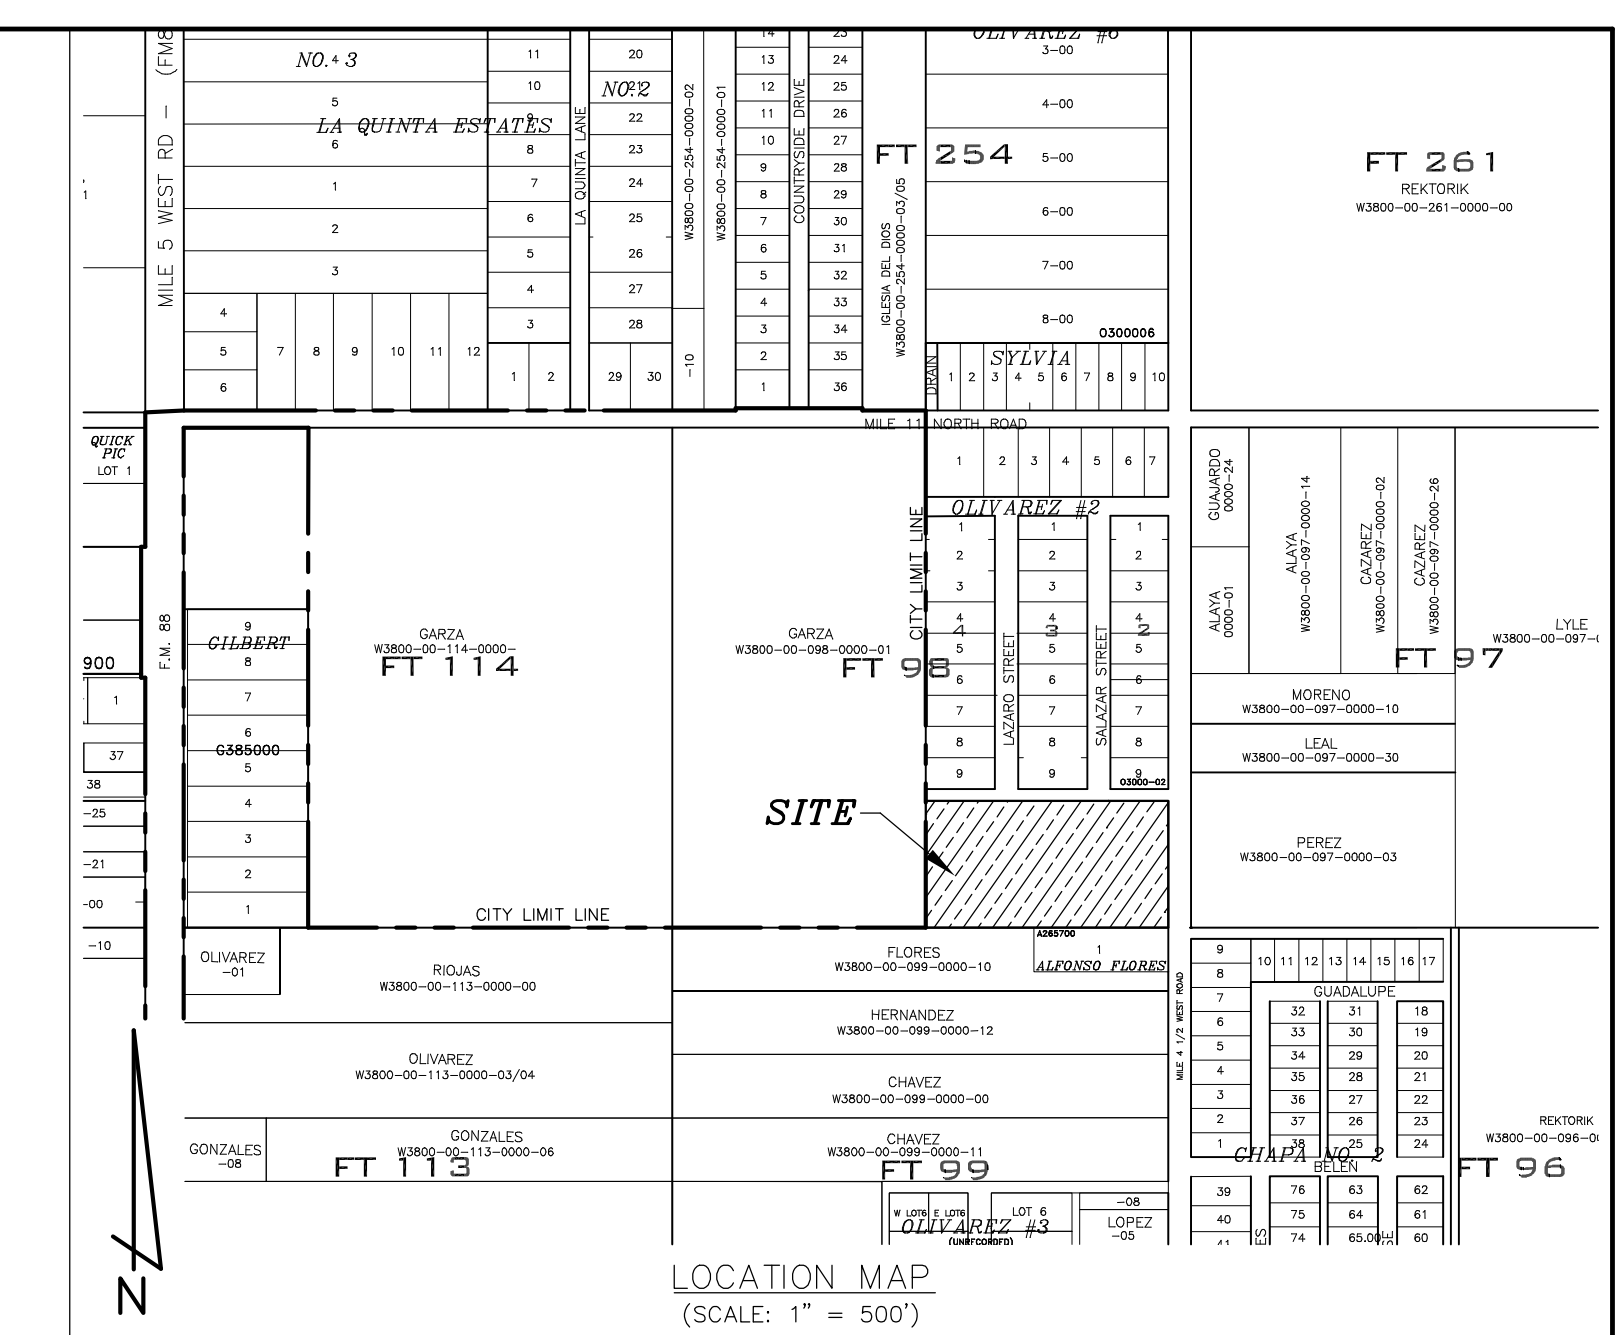 MILE 5 WEST RD - (FM8
NO. 4 3
5
LA QUINTA ESTATES
6
1
2
3
4
5
6
7 8 9 10 11 12
11
10
9
8
7
6
5
4
3
1 2
LA QUINTA LANE
20
NO.2
21
22
23
24
25
26
27
28
29 30
W3800-00-254-0000-02
-10
W3800-00-254-0000-01
14
13
12
11
10
9
8
7
6
5
4
3
2
1
COUNTRYSIDE DRIVE
23
24
25
26
27
28
29
30
31
32
33
34
35
36
FT 254
IGLESIA DEL DIOS
W3800-00-254-0000-03/05
OLIVAREZ #6
3-00
4-00
5-00
6-00
7-00
8-00
0300006
SYLVIA
DRAIN
1 2 3 4 5 6 7 8 9 10
FT 261
REKTORIK
W3800-00-261-0000-00
1
MILE 11 NORTH ROAD
QUICK
PIC
LOT 1
900
1
37
38
-25
-21
-00
-10
F.M. 88
9
GILBERT
8
7
6
G385000
5
4
3
2
1
GARZA
W3800-00-114-0000-
FT 114
GARZA
W3800-00-098-0000-01
FT 98
CITY LIMIT LINE
CITY LIMIT LINE
SITE
1 2 3 4 5 6 7
OLIVAREZ #2
1
2
3
4
4
5
6
7
8
9
LAZARO STREET
1
2
3
4
3
5
6
7
8
9
SALAZAR STREET
1
2
3
4
2
5
6
7
8
9
03000-02
GUAJARDO
0000-24
ALAYA
0000-01
ALAYA
W3800-00-097-0000-14
CAZAREZ
W3800-00-097-0000-02
CAZAREZ
W3800-00-097-0000-26
LYLE
W3800-00-097-0
FT 97
MORENO
W3800-00-097-0000-10
LEAL
W3800-00-097-0000-30
PEREZ
W3800-00-097-0000-03
OLIVAREZ
-01
RIOJAS
W3800-00-113-0000-00
OLIVAREZ
W3800-00-113-0000-03/04
GONZALES
-08
GONZALES
W3800-00-113-0000-06
FT 113
FLORES
W3800-00-099-0000-10
A265700
1
ALFONSO FLORES
HERNANDEZ
W3800-00-099-0000-12
CHAVEZ
W3800-00-099-0000-00
CHAVEZ
W3800-00-099-0000-11
FT 99
W LOT6 E LOT6
LOT 6
OLIVAREZ #3
(UNRECORDED)
-08
LOPEZ
-05
MILE 4 1/2 WEST ROAD
9
8
7
6
5
4
3
2
1
10 11 12 13 14 15 16 17
GUADALUPE
32 31 18
33 30 19
34 29 20
35 28 21
36 27 22
37 26 23
38 25 24
CHAPA NO. 2
BELEN
39 76 63 62
40 75 64 61
41 74 65.00 60
ES
SE
REKTORIK
W3800-00-096-00
FT 96
N
LOCATION MAP
(SCALE: 1" = 500')